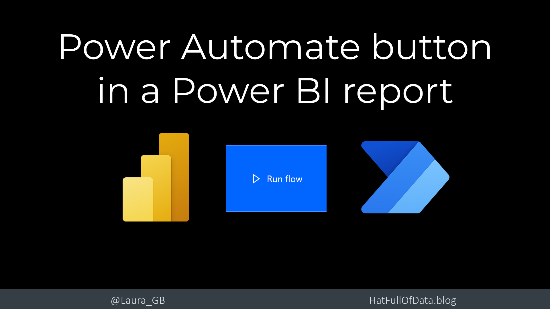 Power Automate button
in a Power BI report
Run flow
@Laura_GB
HatFullOfData.blog